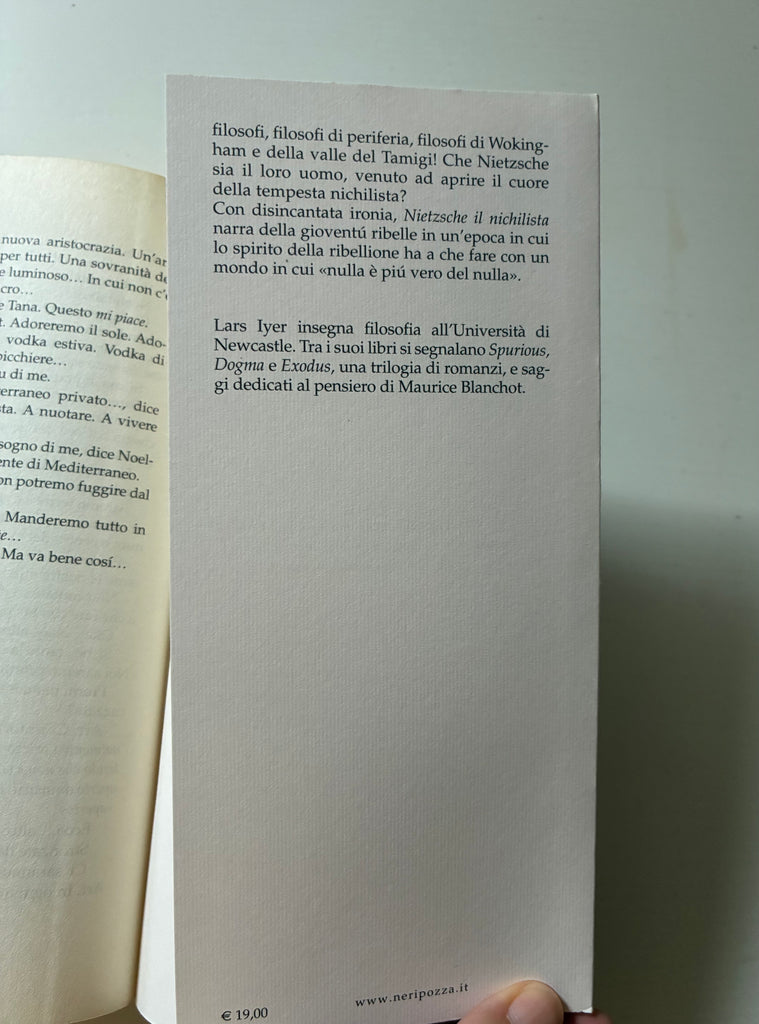 nuova aristocrazia. Un'ar
per tutti. Una sovranità de
e luminoso… In cui non c'
cro…
e Tana. Questo mi piace.
t. Adoreremo il sole. Ado-
vodka estiva. Vodka di
bicchiere…
u di me.
erraneo privato…, dice
sta. A nuotare. A vivere
sogno di me, dice Noel-
ente di Mediterraneo.
on potremo fuggire dal
Manderemo tutto in
e…
Ma va bene cosí…
filosofi, filosofi di periferia, filosofi di Woking-
ham e della valle del Tamigi! Che Nietzsche
sia il loro uomo, venuto ad aprire il cuore
della tempesta nichilista?
Con disincantata ironia, Nietzsche il nichilista
narra della gioventú ribelle in un'epoca in cui
lo spirito della ribellione ha a che fare con un
mondo in cui «nulla è piú vero del nulla».
Lars Iyer insegna filosofia all'Università di
Newcastle. Tra i suoi libri si segnalano Spurious,
Dogma e Exodus, una trilogia di romanzi, e sag-
gi dedicati al pensiero di Maurice Blanchot.
€ 19,00
www.neripozza.it